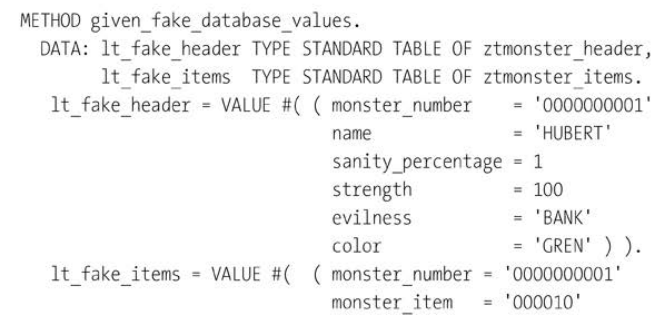 METHOD given_fake_database_values.
DATA: lt_fake_header TYPE STANDARD TABLE OF ztmonster_header,
lt_fake_items TYPE STANDARD TABLE OF ztmonster_items.
lt_fake_header = VALUE #( ( monster_number = '0000000001'
name = 'HUBERT'
sanity_percentage = 1
strength = 100
evilness = 'BANK'
color = 'GREN' ) ).
lt_fake_items = VALUE #( ( monster_number = '0000000001'
monster_item = '000010'